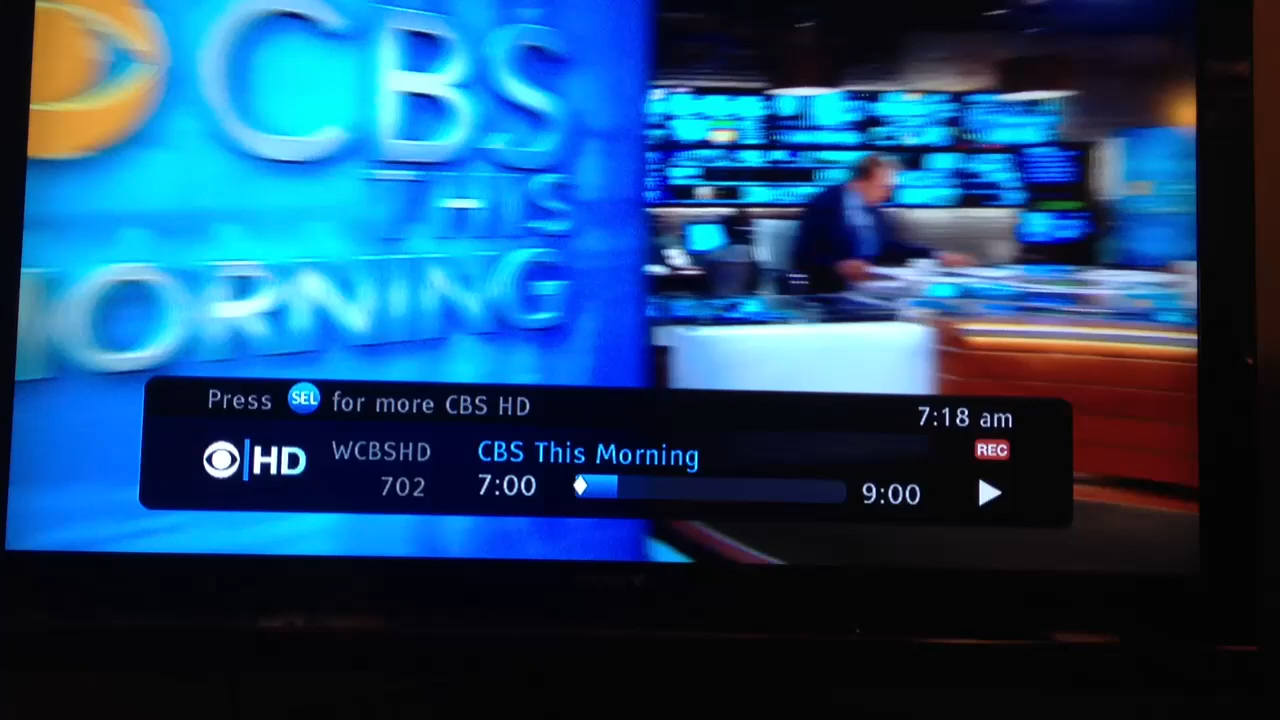 CBS
THIS
MORNING
Press SEL for more CBS HD
7:18 am
HD WCBSHD CBS This Morning REC
702 7:00 9:00